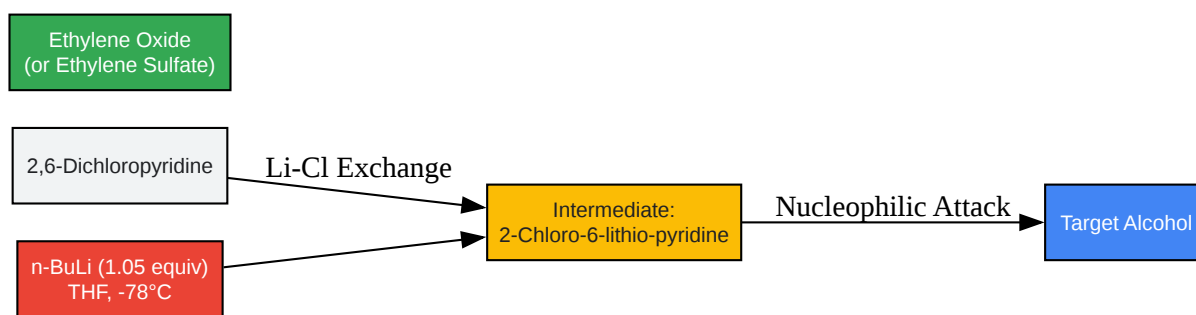 Ethylene Oxide
(or Ethylene Sulfate)
2,6-Dichloropyridine
Li-Cl Exchange
n-BuLi (1.05 equiv)
THF, -78°C
Intermediate:
2-Chloro-6-lithio-pyridine
Nucleophilic Attack
Target Alcohol